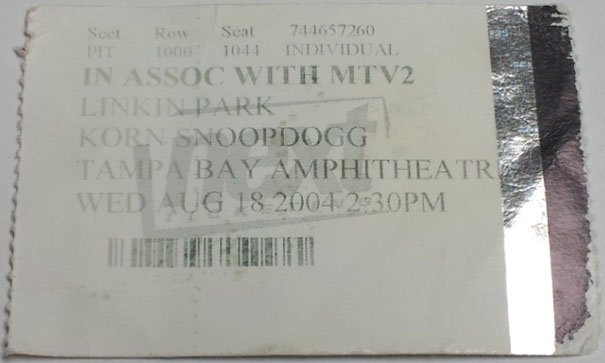 Sect Row Seat 744657260
PIT 1000 1044 INDIVIDUAL
IN ASSOC WITH MTV2
LINKIN PARK
KORN SNOOPDOGG
TAMPA BAY AMPHITHEATR
WED AUG 18 2004 2:30PM
next